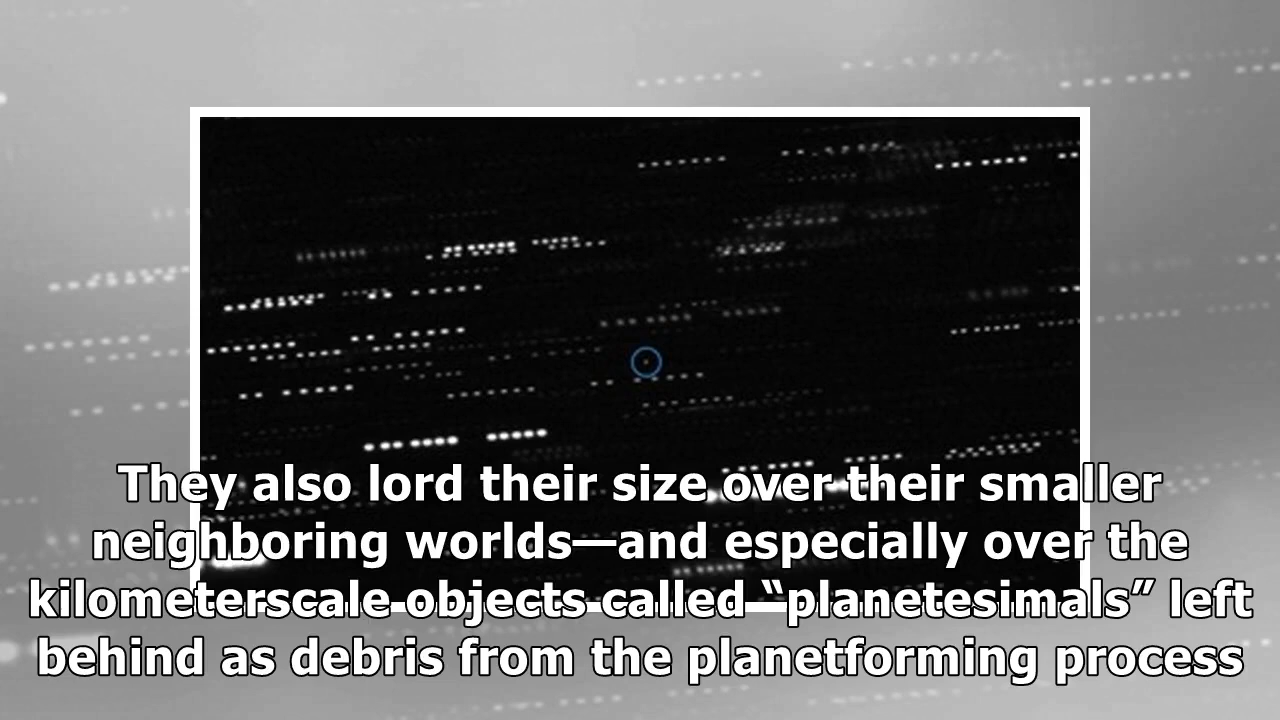 They also lord their size over their smaller
neighboring worlds—and especially over the
kilometerscale objects called “planetesimals” left
behind as debris from the planetforming process